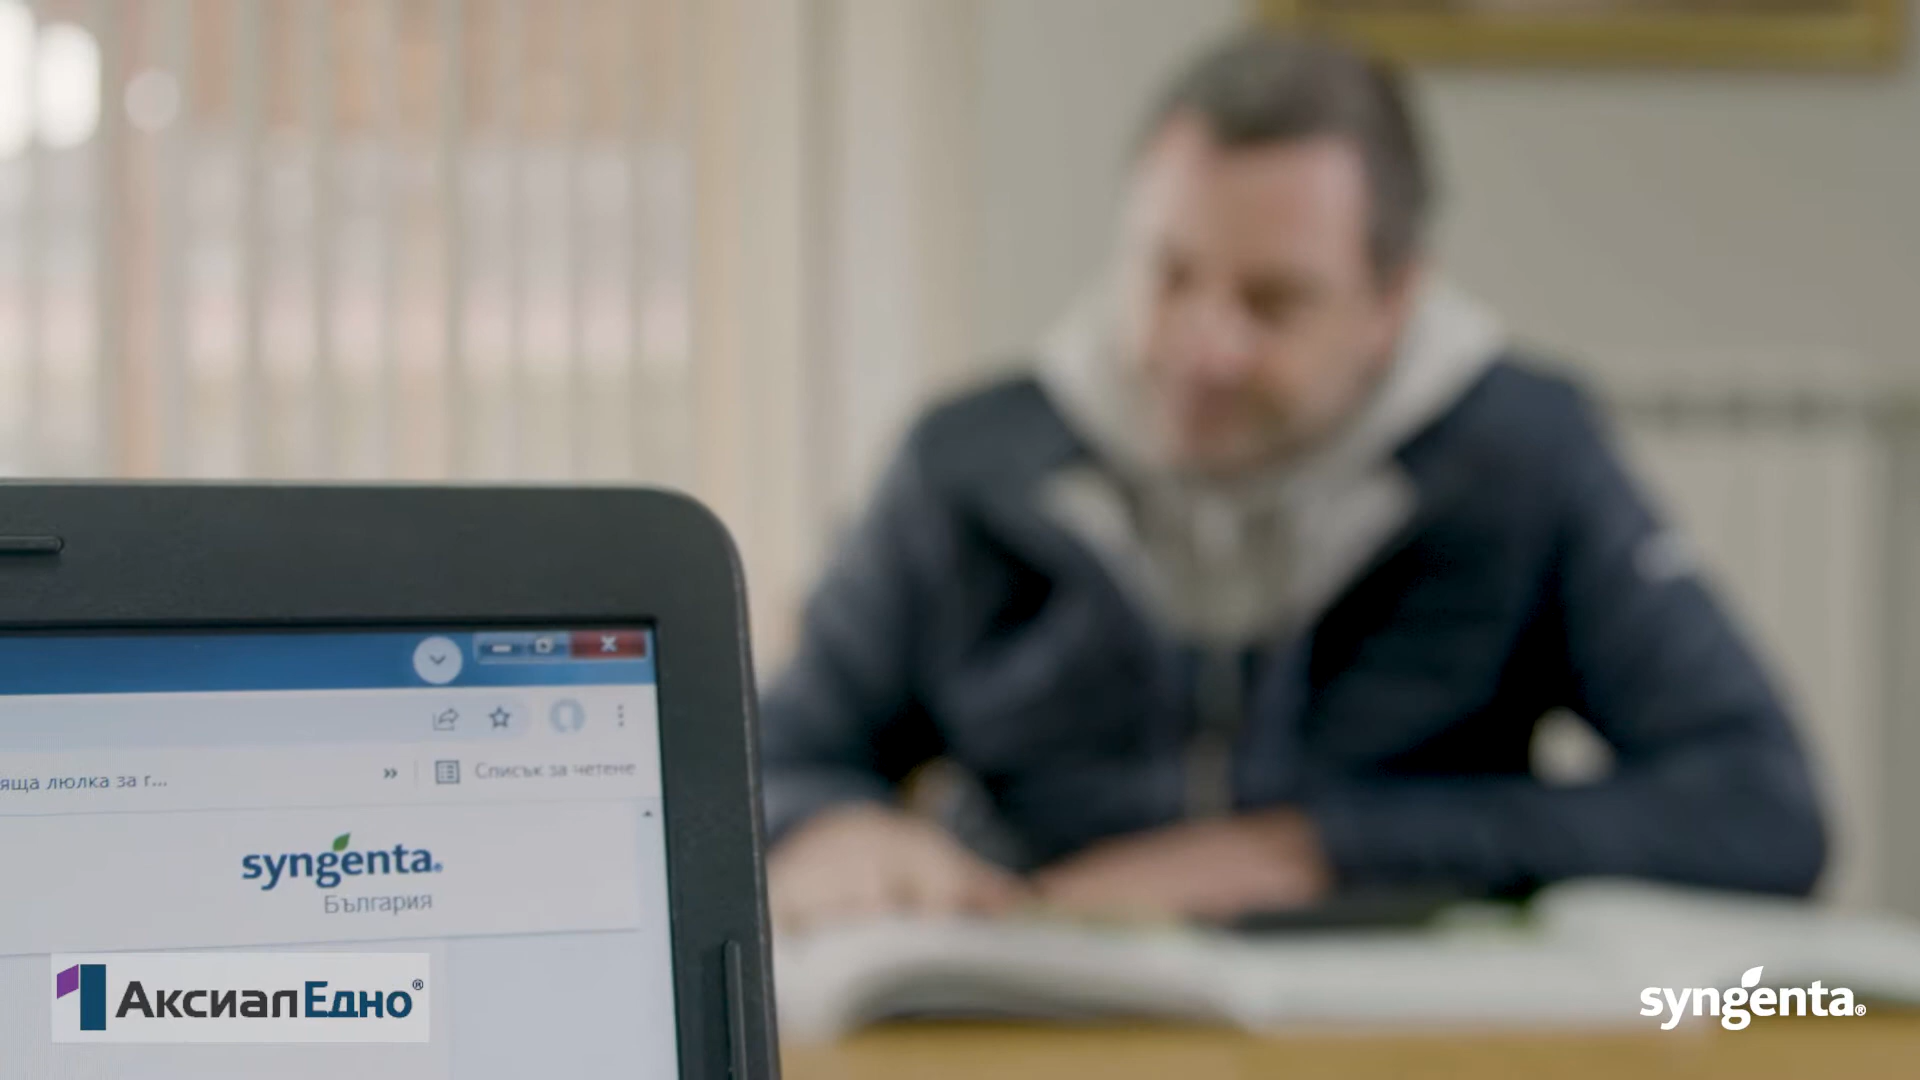 яща люлка за г...
»
Списък за четене
syngenta®
България
АксиалЕдно®
syngenta®